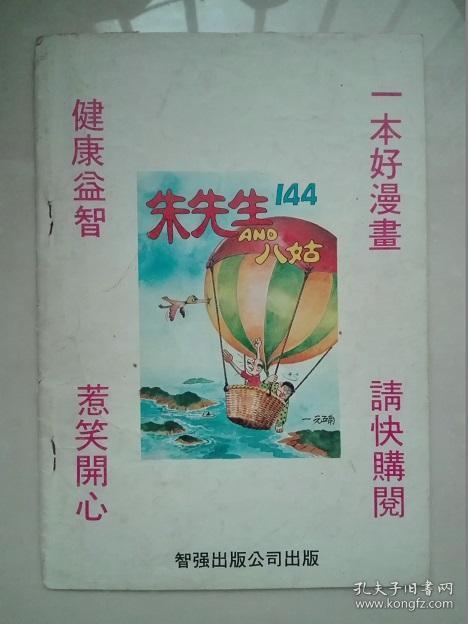 一本好漫畫
請快購閱
健康益智
惹笑開心
144
朱先生
AND
八姑
智强出版公司出版
孔夫子旧书网
www.kongfz.com